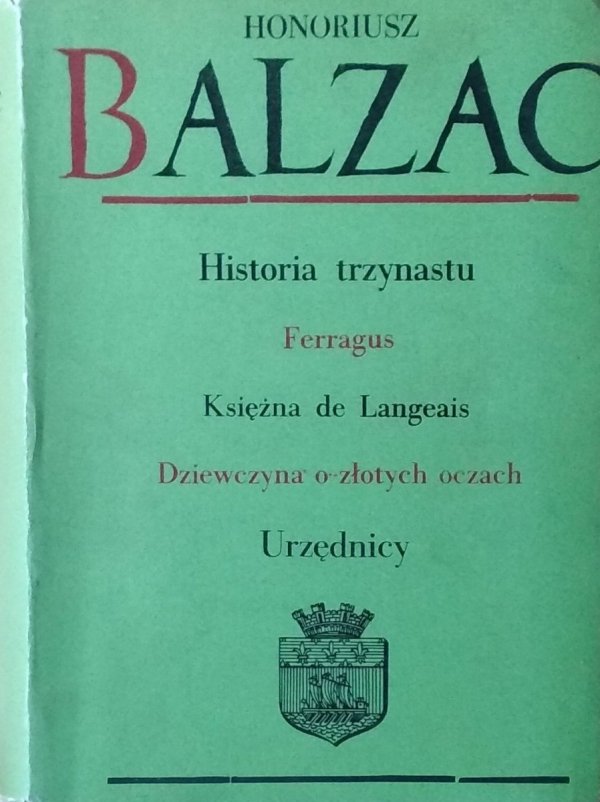 HONORIUSZ
BALZAC
Historia trzynastu
Ferragus
Księżna de Langeais
Dziewczyna o złotych oczach
Urzędnicy